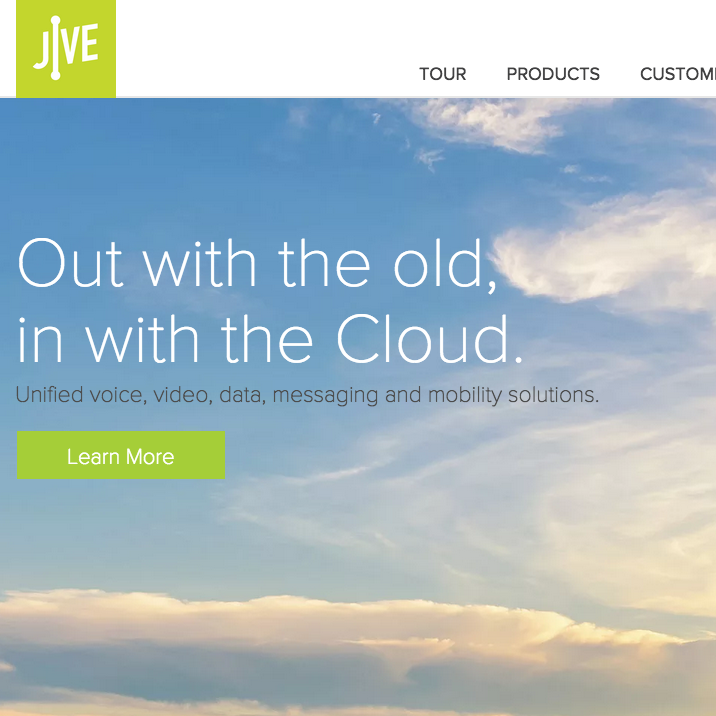 JIVE
TOUR PRODUCTS CUSTOM
Out with the old,
in with the Cloud.
Unified voice, video, data, messaging and mobility solutions.
Learn More